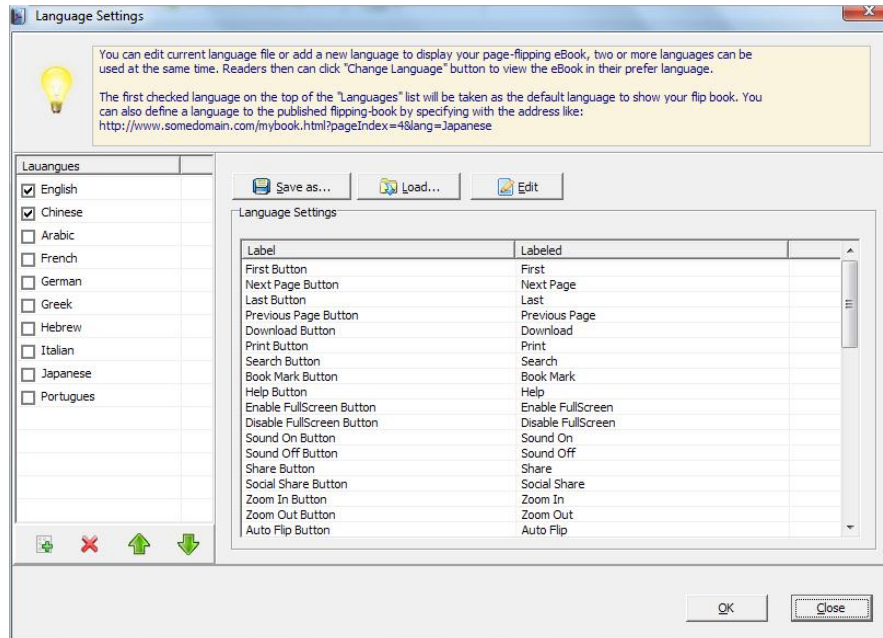 Language Settings
You can edit current language file or add a new language to display your page-flipping eBook, two or more languages can be
used at the same time. Readers then can click "Change Language" button to view the eBook in their prefer language.
The first checked language on the top of the "Languages" list will be taken as the default language to show your flip book. You
can also define a language to the published flipping-book by specifying with the address like:
http://www.somedomain.com/mybook.html?pageIndex=4&lang=Japanese
Lauangues
English
Chinese
Arabic
French
German
Greek
Hebrew
Italian
Japanese
Portugues
Save as... Load... Edit
Language Settings
Label Labeled
First Button First
Next Page Button Next Page
Last Button Last
Previous Page Button Previous Page
Download Button Download
Print Button Print
Search Button Search
Book Mark Button Book Mark
Help Button Help
Enable FullScreen Button Enable FullScreen
Disable FullScreen Button Disable FullScreen
Sound On Button Sound On
Sound Off Button Sound Off
Share Button Share
Social Share Button Social Share
Zoom In Button Zoom In
Zoom Out Button Zoom Out
Auto Flip Button Auto Flip
OK Close